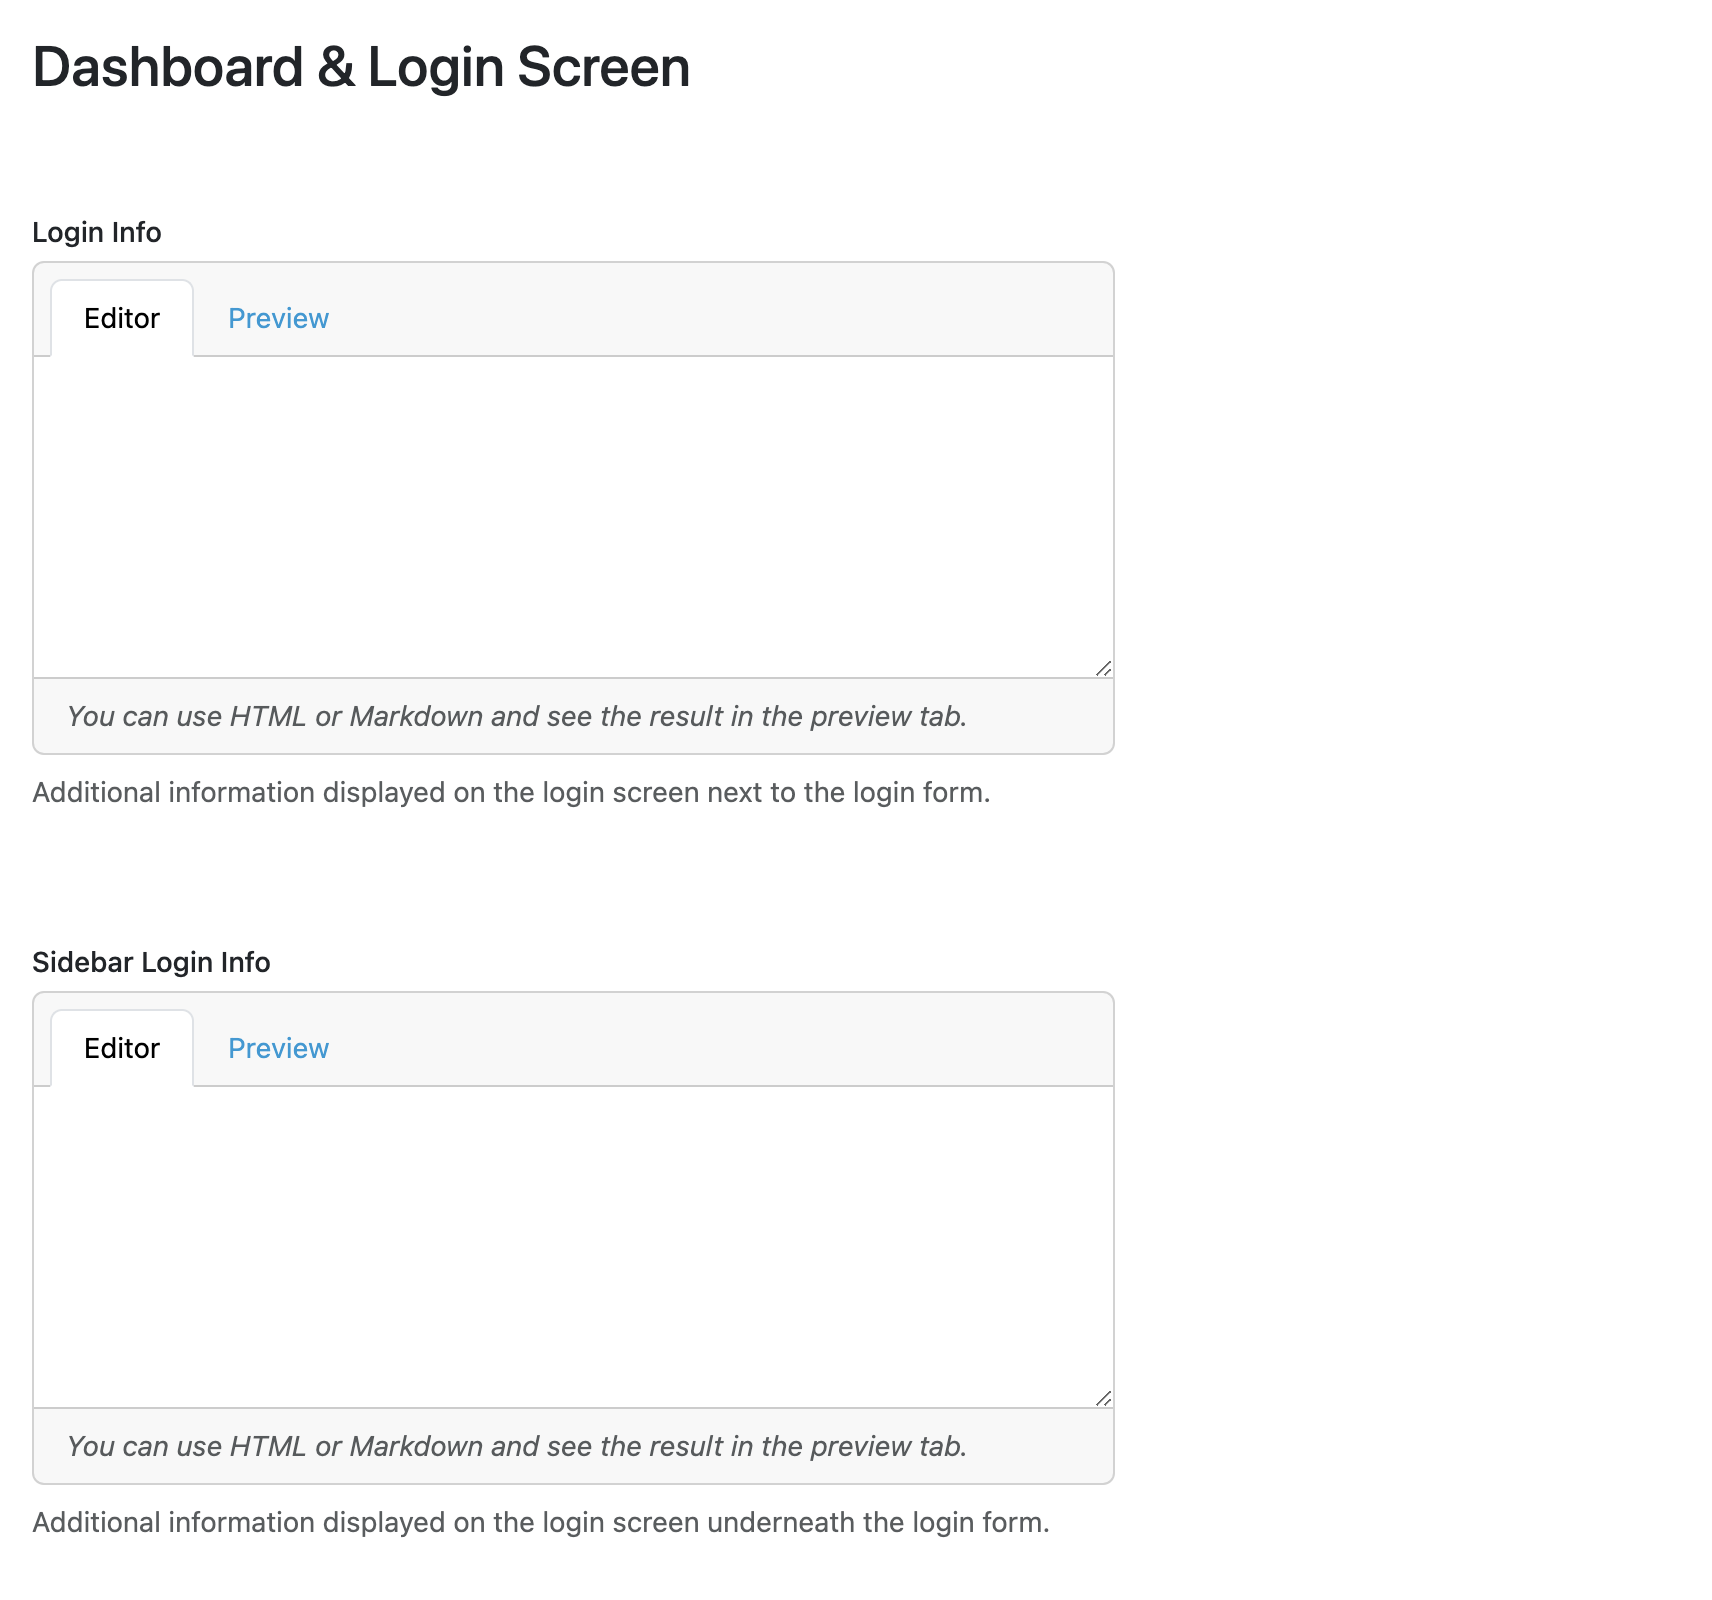 Dashboard & Login Screen
Login Info
Editor Preview
You can use HTML or Markdown and see the result in the preview tab.
Additional information displayed on the login screen next to the login form.
Sidebar Login Info
Editor Preview
You can use HTML or Markdown and see the result in the preview tab.
Additional information displayed on the login screen underneath the login form.